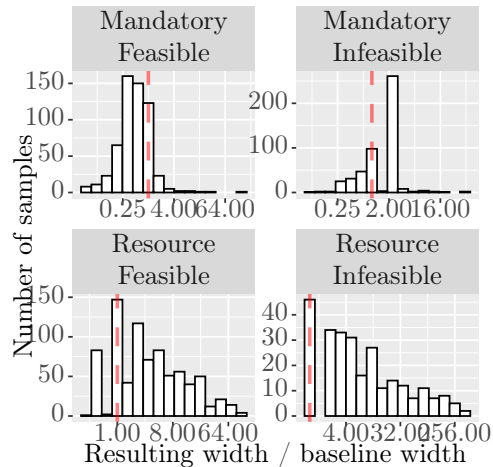 Mandatory
Feasible
Mandatory
Infeasible
150
100
50
0
200
100
0
0.25 4.00 64.00
0.25 2.00 16.00
Number of samples
Resource
Feasible
Resource
Infeasible
150
100
50
0
40
30
20
10
0
1.00 8.00 64.00
4.00 32.00 256.00
Resulting width / baseline width